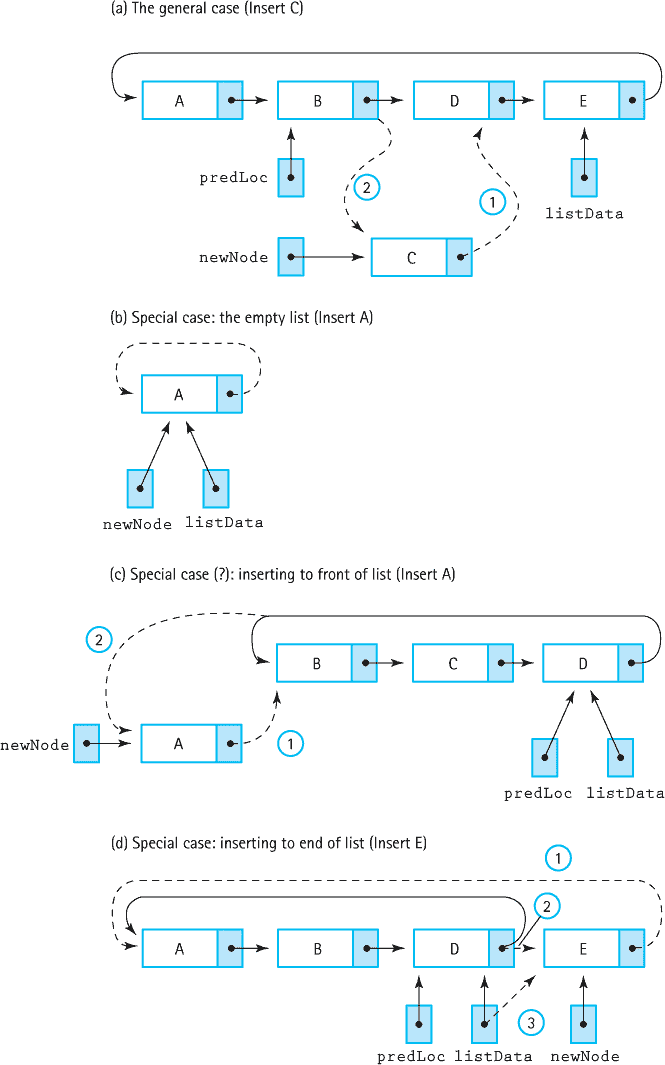 (a) The general case (Insert C)
A B D E
predLoc 2 1 listData
newNode C
(b) Special case: the empty list (Insert A)
A
newNode listData
(c) Special case (?): inserting to front of list (Insert A)
2
B C D
newNode A 1
predLoc listData
(d) Special case: inserting to end of list (Insert E)
1
2
A B D E
3
predLoc listData newNode